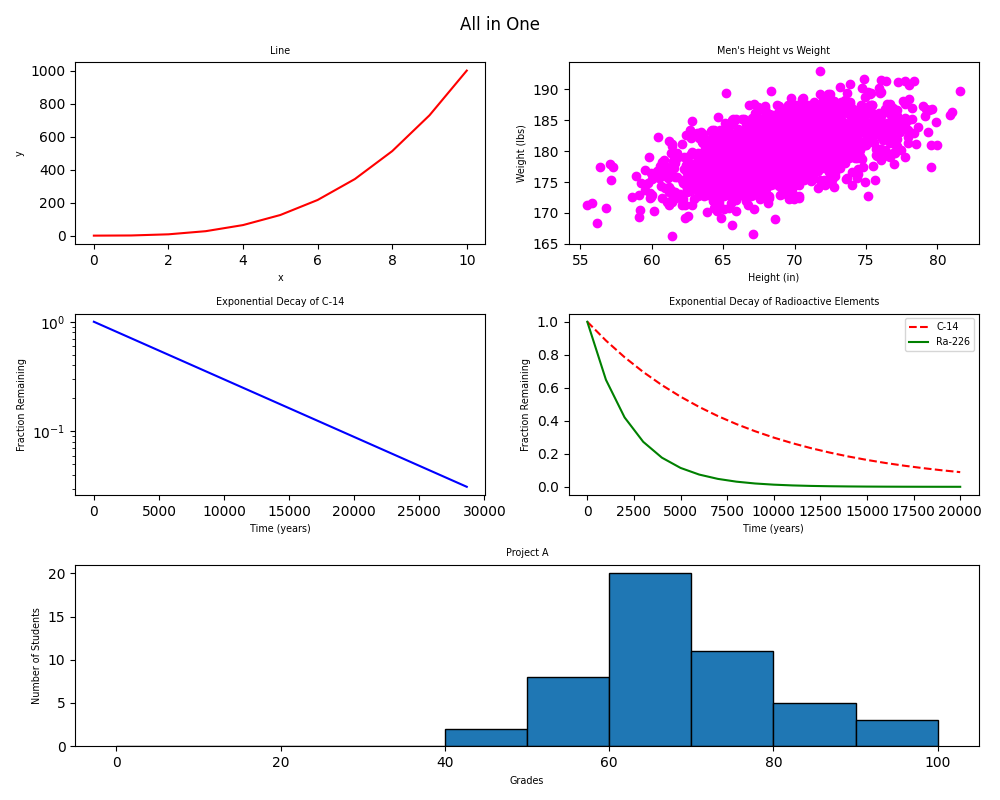 All in One
Line
1000
800
600
400
200
0
y
0 2 4 6 8 10
x
Men's Height vs Weight
190
185
180
175
170
165
Weight (lbs)
55 60 65 70 75 80
Height (in)
Exponential Decay of C-14
10⁰
10⁻¹
Fraction Remaining
0 5000 10000 15000 20000 25000 30000
Time (years)
Exponential Decay of Radioactive Elements
C-14
Ra-226
1.0
0.8
0.6
0.4
0.2
0.0
Fraction Remaining
0 2500 5000 7500 10000 12500 15000 17500 20000
Time (years)
Project A
20
15
10
5
0
Number of Students
0 20 40 60 80 100
Grades